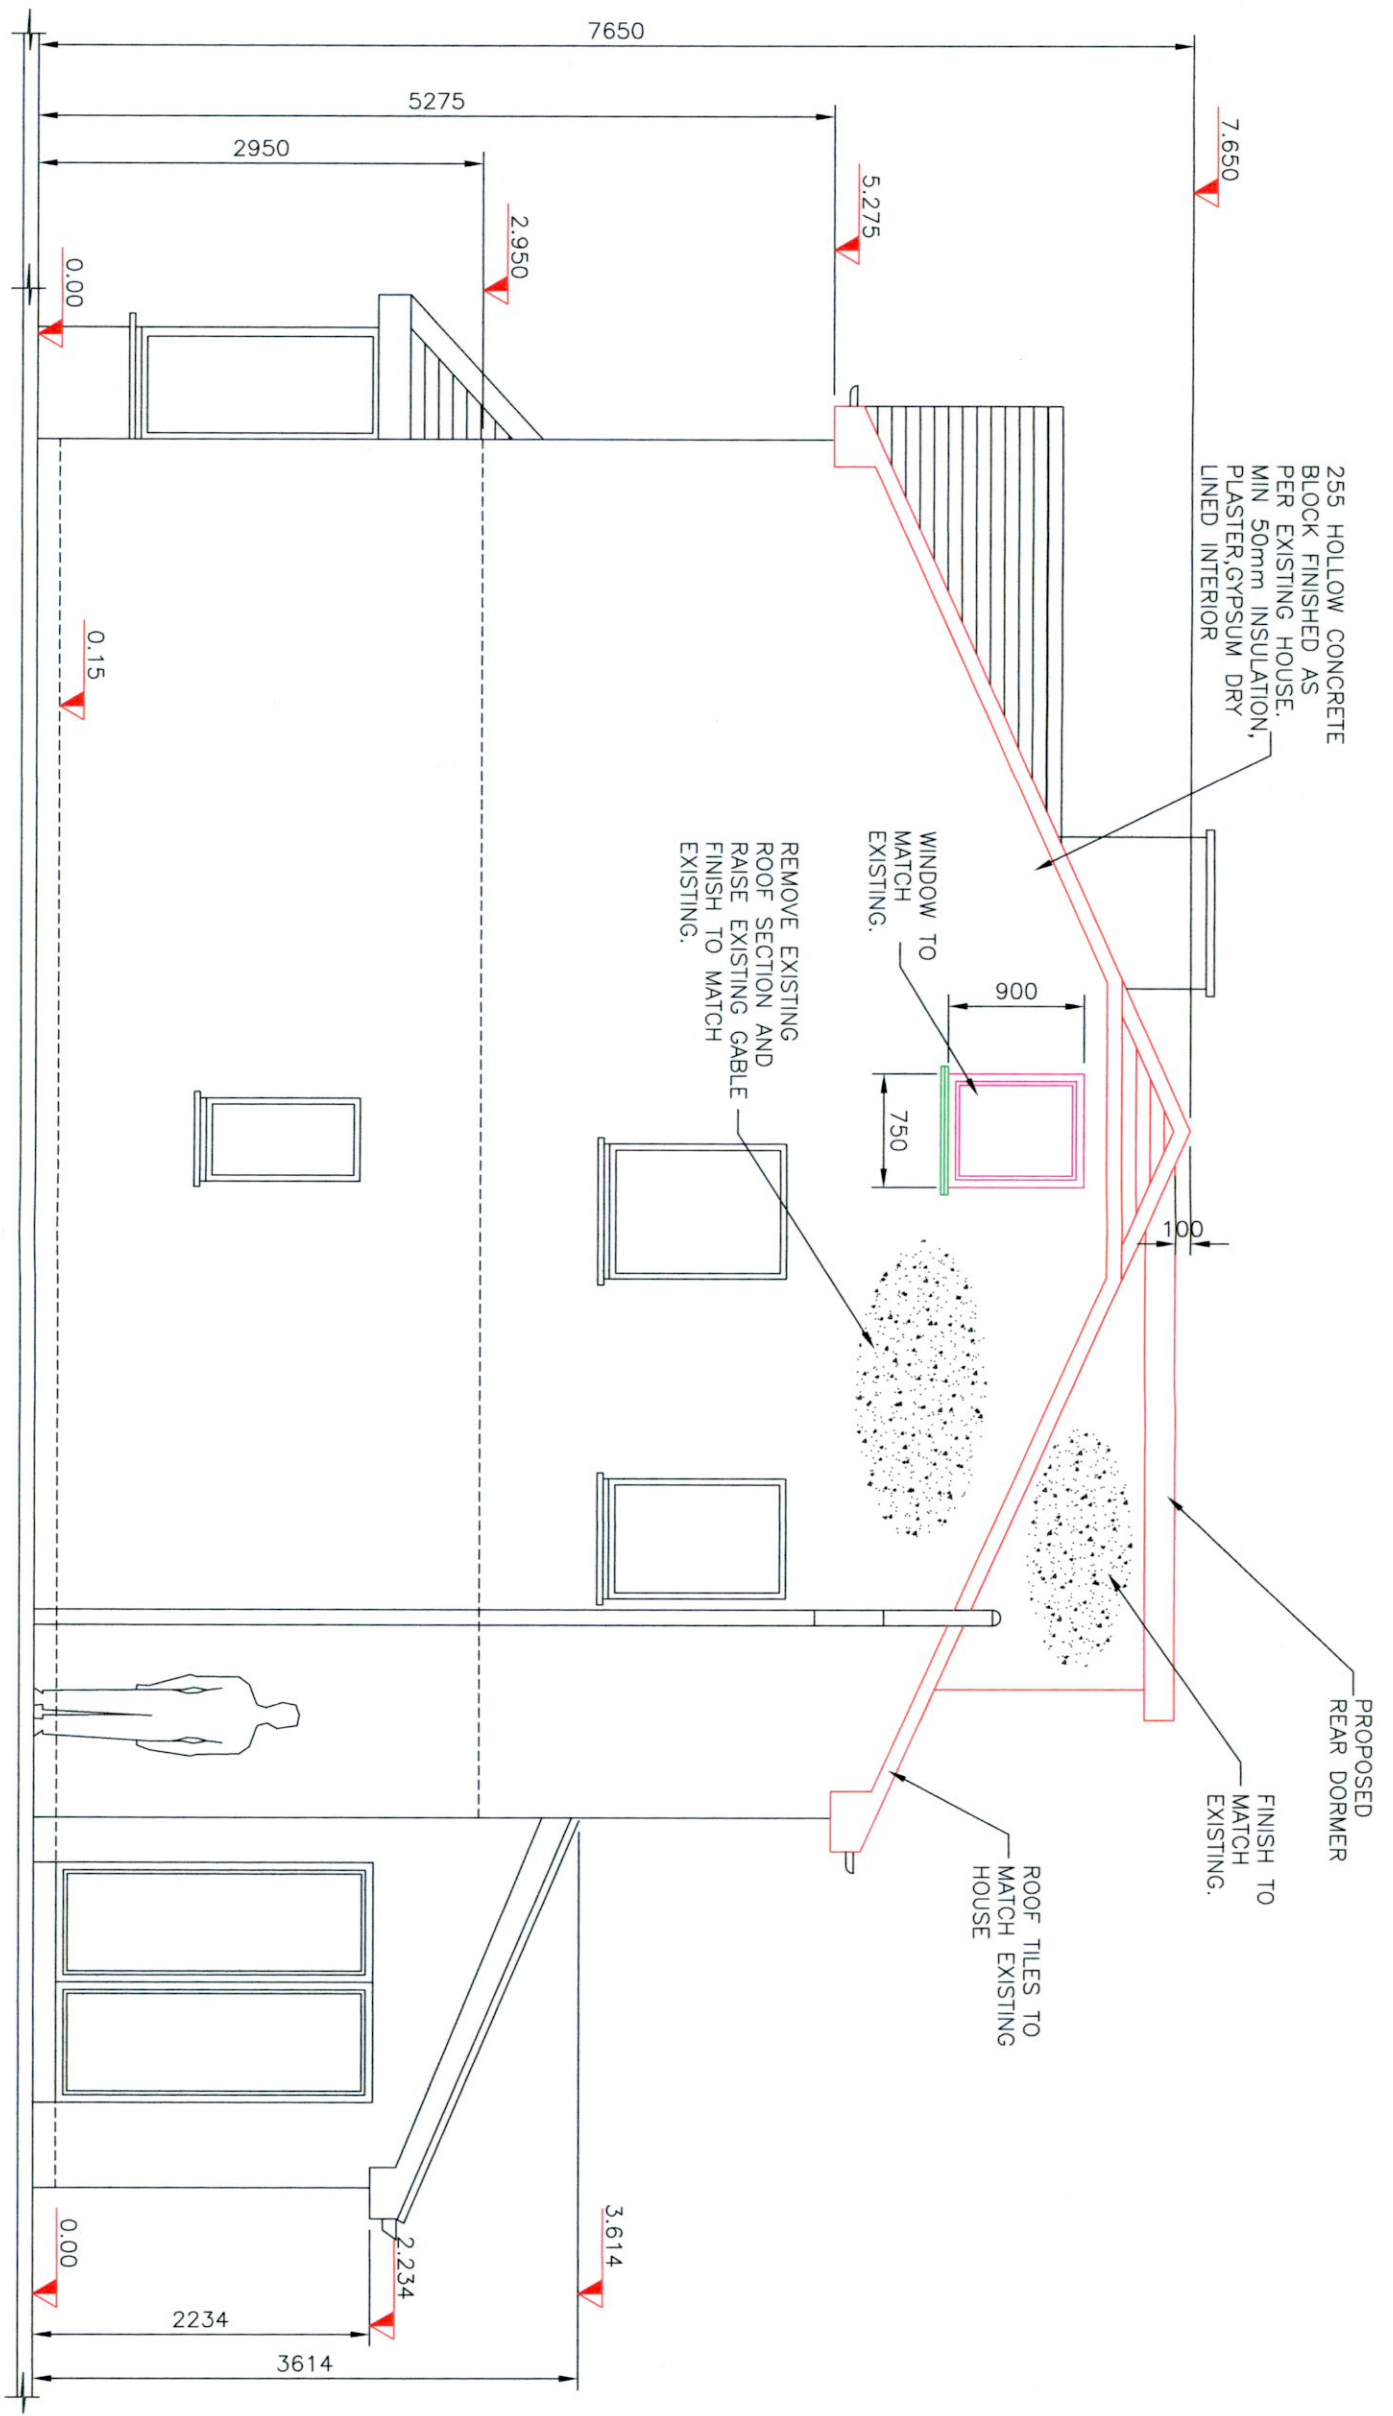 7650
5275
2950
7.650
5.275
2.950
0.00
0.15
255 HOLLOW CONCRETE
BLOCK FINISHED AS
PER EXISTING HOUSE.
MIN 50mm INSULATION,
PLASTER,GYPSUM DRY
LINED INTERIOR
WINDOW TO
MATCH
EXISTING.
900
750
REMOVE EXISTING
ROOF SECTION AND
RAISE EXISTING GABLE
FINISH TO MATCH
EXISTING.
100
PROPOSED
REAR DORMER
FINISH TO
MATCH
EXISTING.
ROOF TILES TO
MATCH EXISTING
HOUSE
3.614
2.234
0.00
2234
3614